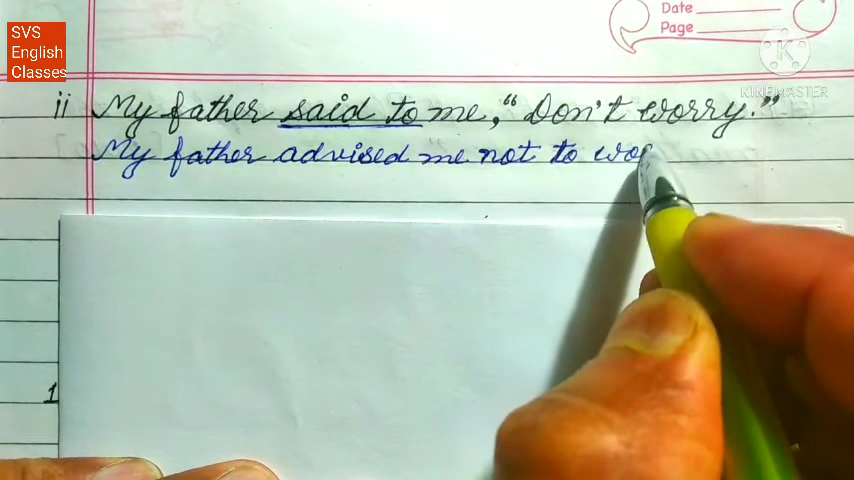 SVS
English
Classes
Date
Page
KINEMASTER
ii My father said to me, "Don't worry."
My father advised me not to wo
1